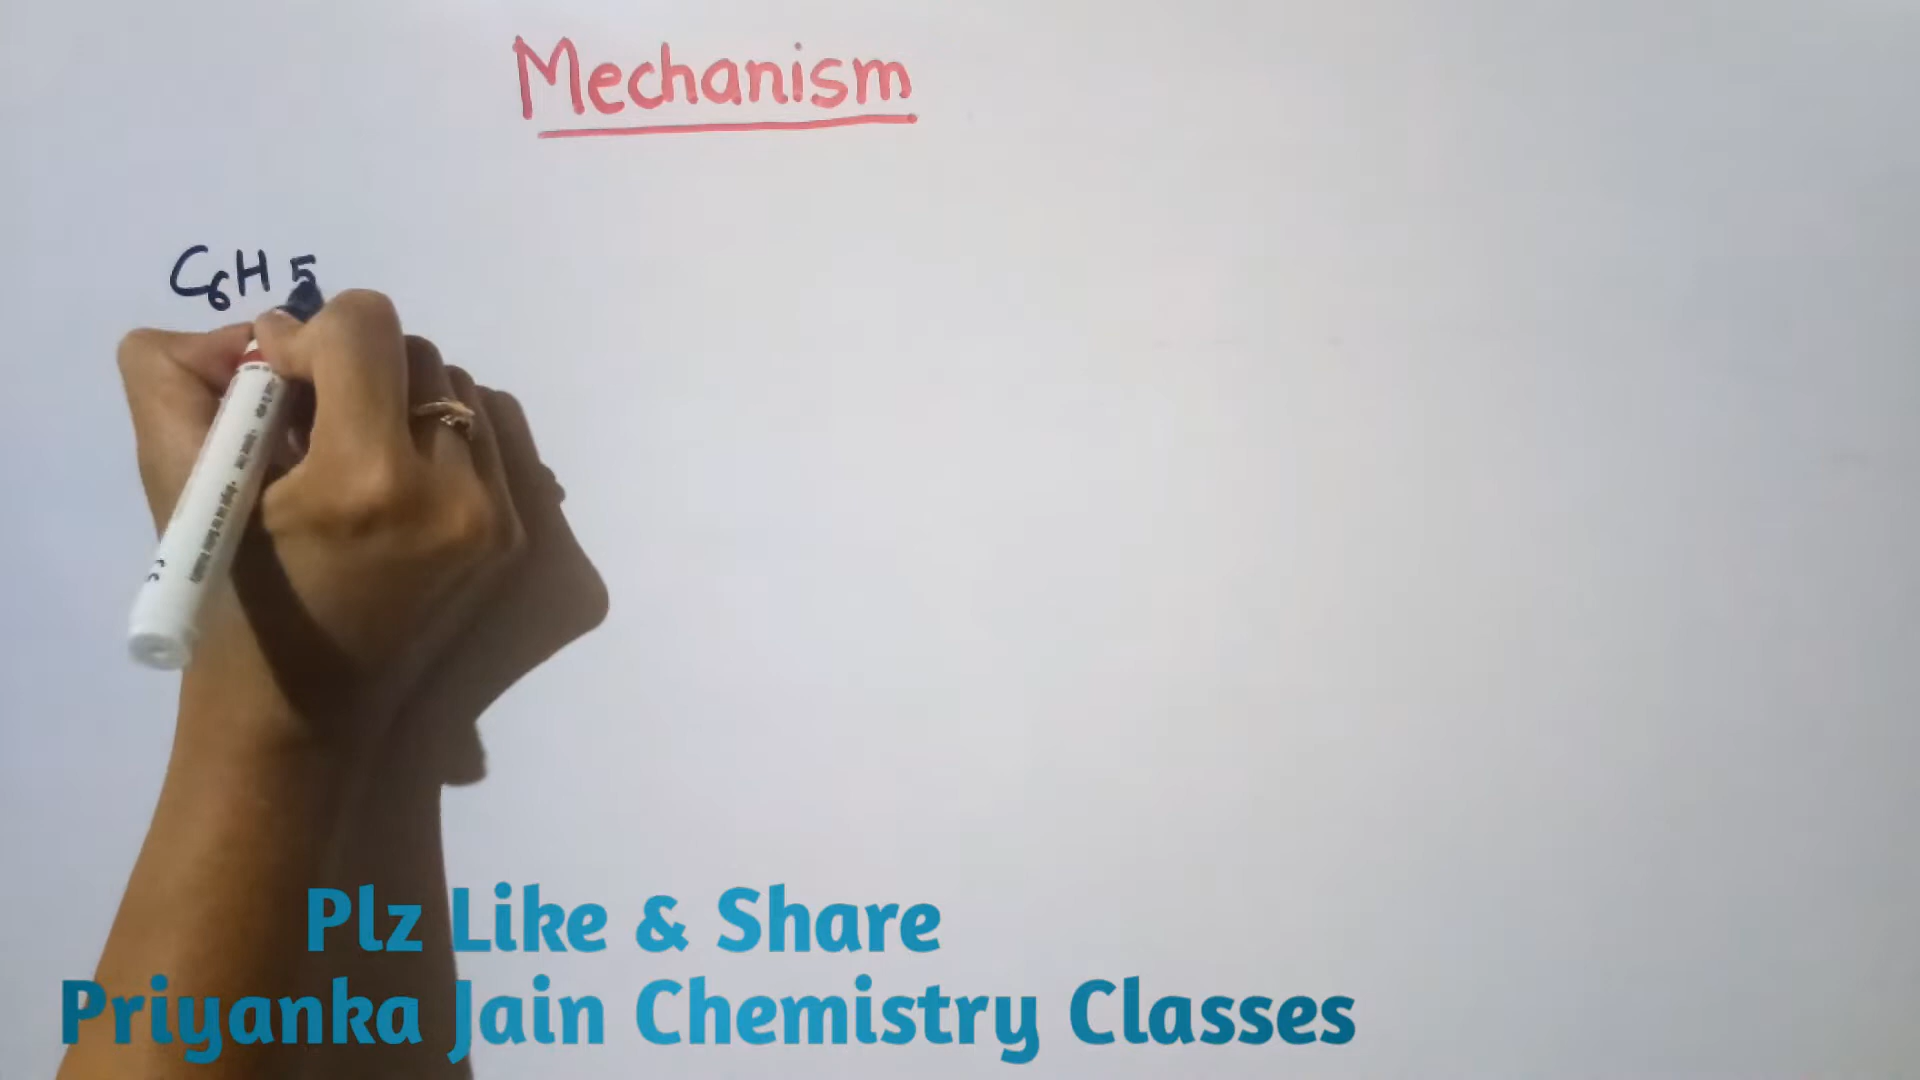 Mechanism
C6H5
Plz Like & Share
Priyanka Jain Chemistry Classes